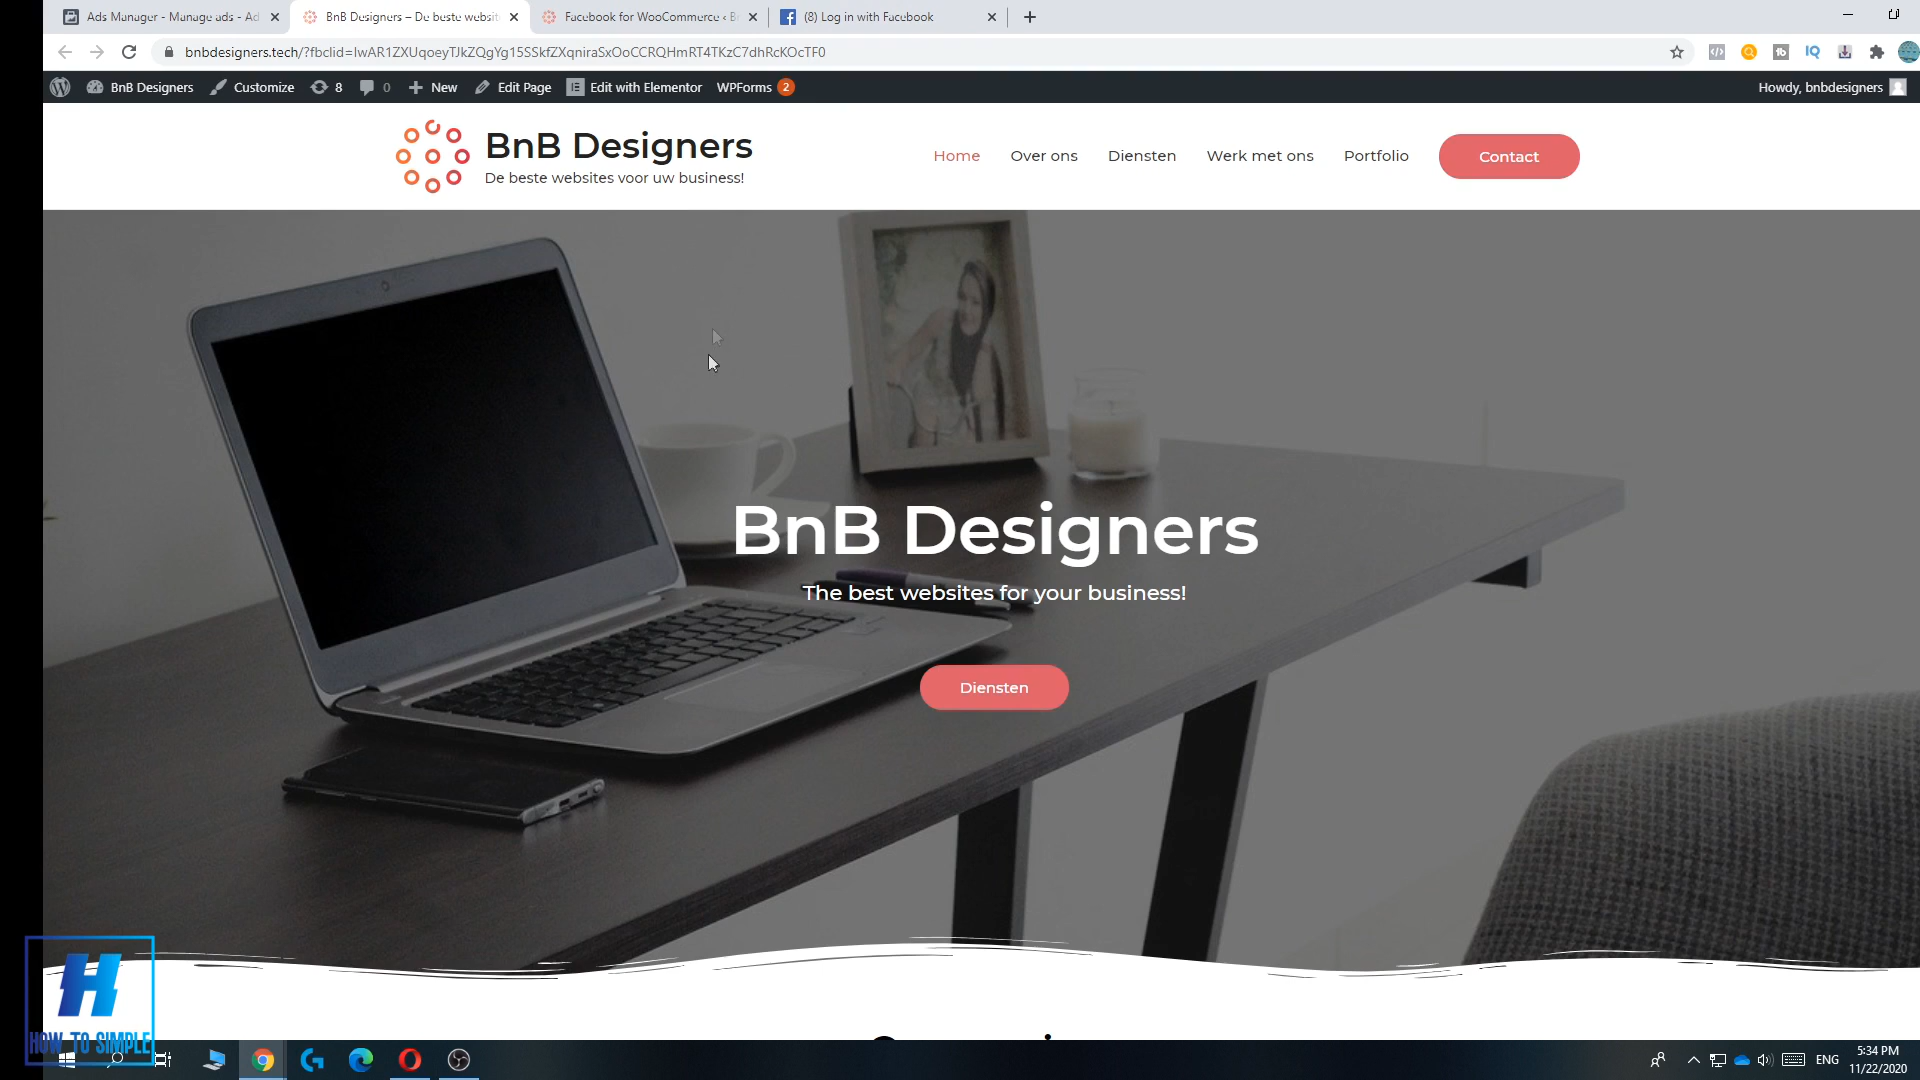 Ads Manager - Manage ads - Ad
BnB Designers – De beste website
Facebook for WooCommerce ‹ B
(8) Log in with Facebook
bnbdesigners.tech/?fbclid=IwAR1ZXUqoeyTJkZQgYg15SSkfZXqniraSxOoCCRQHmRT4TKzC7dhRcKOcTF0
BnB Designers
Customize
8
0
New
Edit Page
Edit with Elementor
WPForms 2
Howdy, bnbdesigners
BnB Designers
De beste websites voor uw business!
Home
Over ons
Diensten
Werk met ons
Portfolio
Contact
BnB Designers
The best websites for your business!
Diensten
H
HOW TO SIMPLE
ENG
5:34 PM
11/22/2020